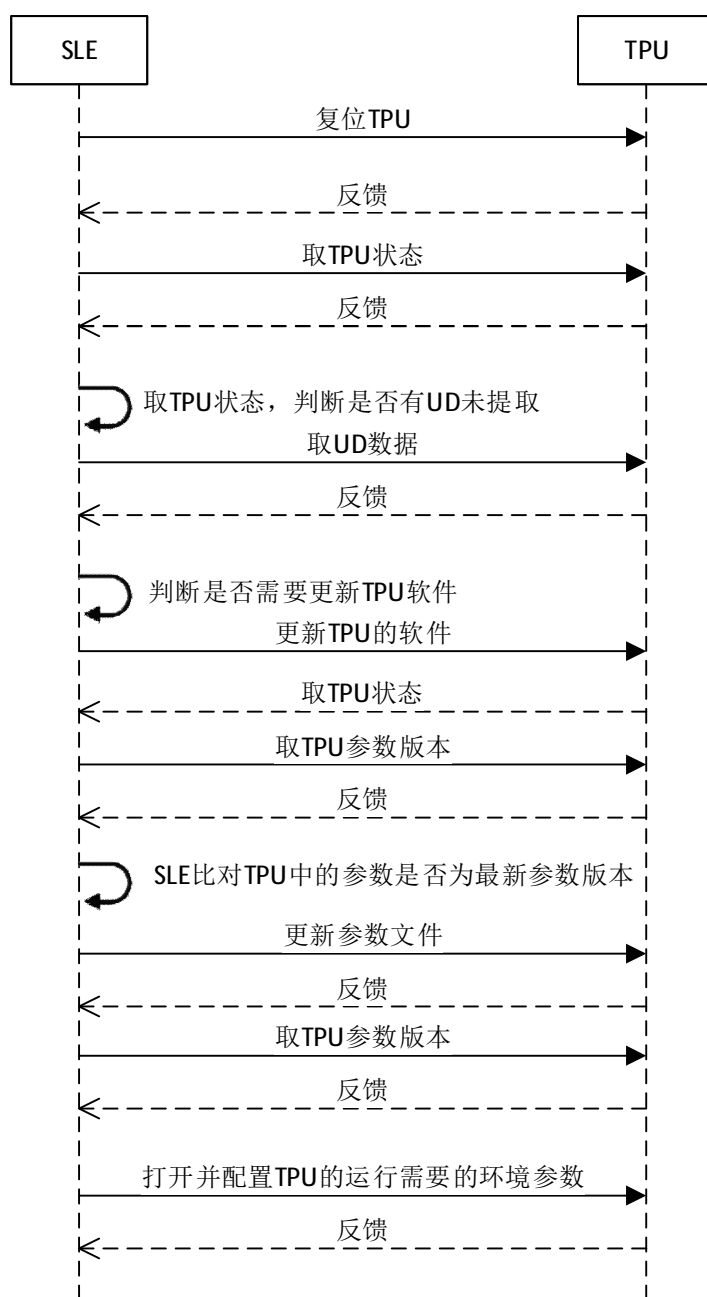 SLE
TPU
复位TPU
反馈
取TPU状态
反馈
取TPU状态，判断是否有UD未提取
取UD数据
反馈
判断是否需要更新TPU软件
更新TPU的软件
取TPU状态
取TPU参数版本
反馈
SLE比对TPU中的参数是否为最新参数版本
更新参数文件
反馈
取TPU参数版本
反馈
打开并配置TPU的运行需要的环境参数
反馈